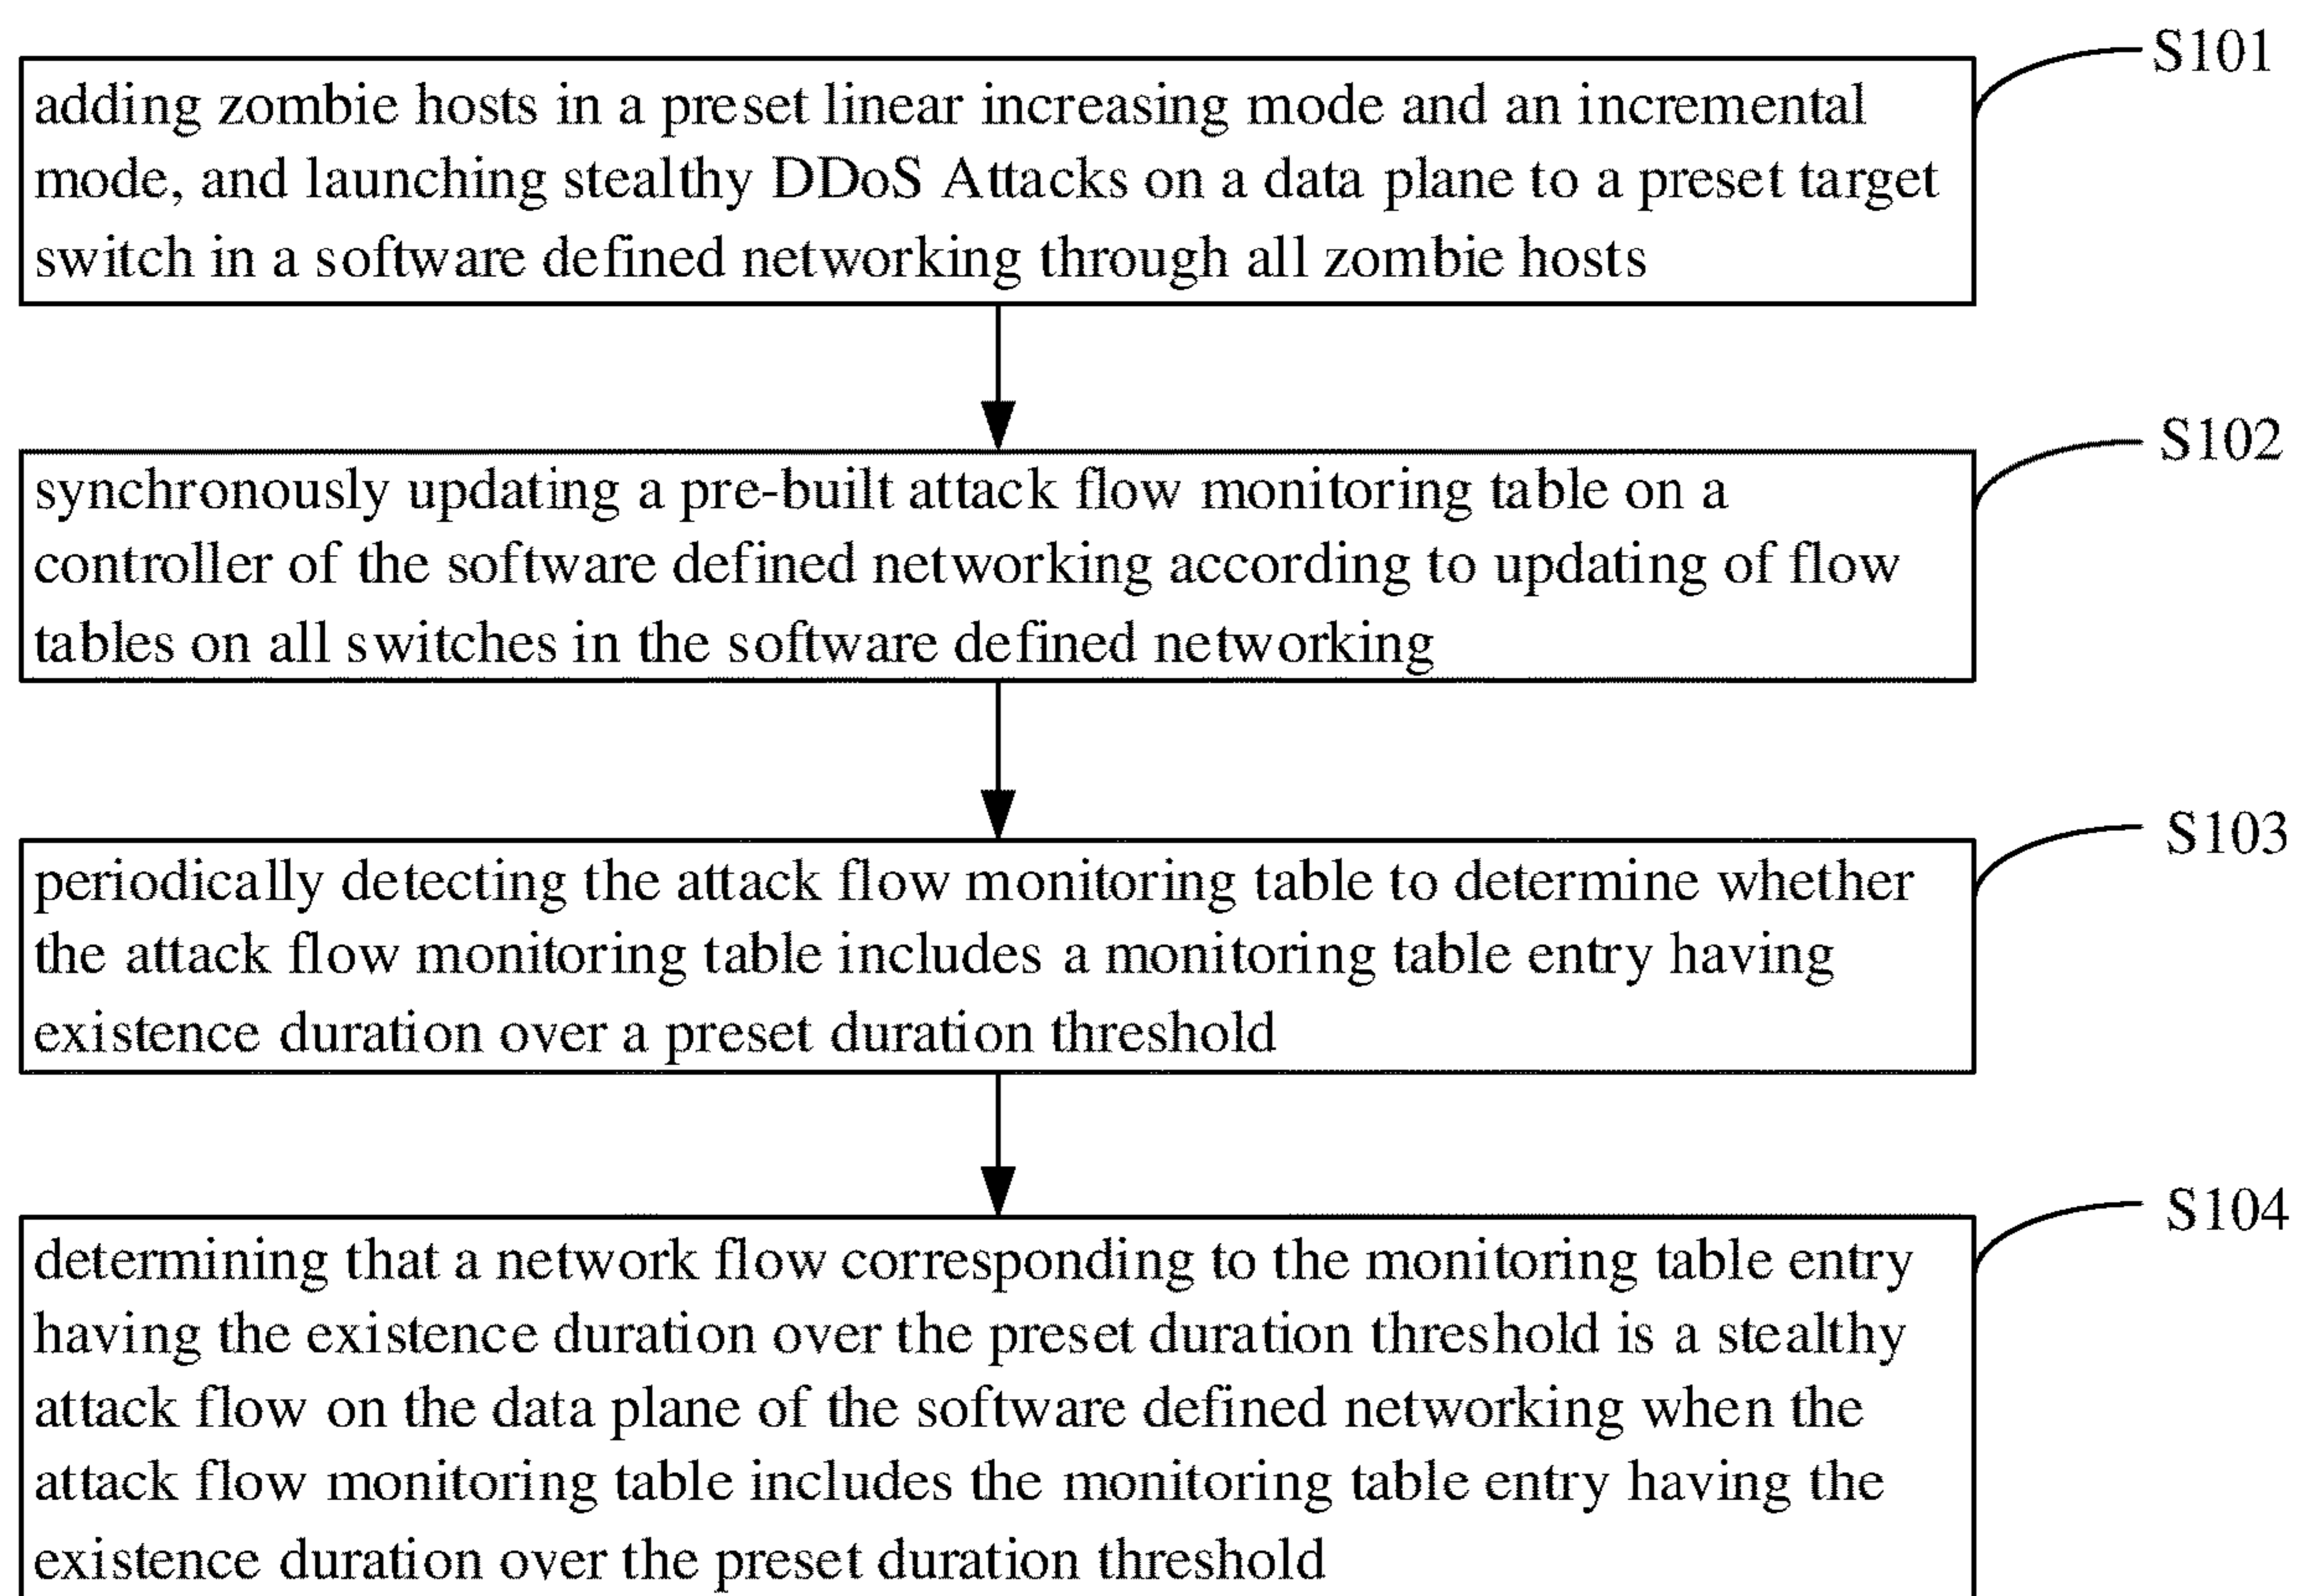 S101
adding zombie hosts in a preset linear increasing mode and an incremental
mode, and launching stealthy DDoS Attacks on a data plane to a preset target
switch in a software defined networking through all zombie hosts
S102
synchronously updating a pre-built attack flow monitoring table on a
controller of the software defined networking according to updating of flow
tables on all switches in the software defined networking
S103
periodically detecting the attack flow monitoring table to determine whether
the attack flow monitoring table includes a monitoring table entry having
existence duration over a preset duration threshold
S104
determining that a network flow corresponding to the monitoring table entry
having the existence duration over the preset duration threshold is a stealthy
attack flow on the data plane of the software defined networking when the
attack flow monitoring table includes the monitoring table entry having the
existence duration over the preset duration threshold